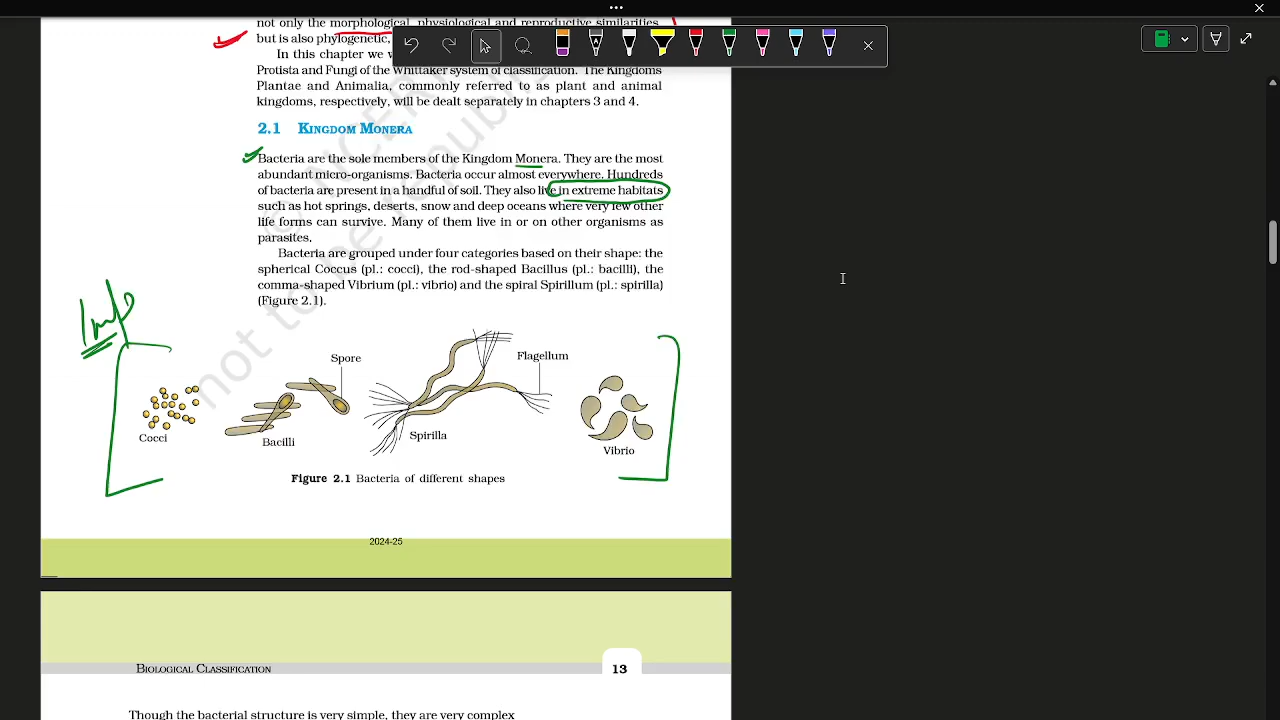 not only the morphological, physiological and reproductive similarities,
but is also phylogenetic,
In this chapter we
Protista and Fungi of the Whittaker system of classification. The Kingdoms
Plantae and Animalia, commonly referred to as plant and animal
kingdoms, respectively, will be dealt separately in chapters 3 and 4.
2.1 KINGDOM MONERA
Bacteria are the sole members of the Kingdom Monera. They are the most
abundant micro-organisms. Bacteria occur almost everywhere. Hundreds
of bacteria are present in a handful of soil. They also live in extreme habitats
such as hot springs, deserts, snow and deep oceans where very few other
life forms can survive. Many of them live in or on other organisms as
parasites.
Bacteria are grouped under four categories based on their shape: the
spherical Coccus (pl.: cocci), the rod-shaped Bacillus (pl.: bacilli), the
comma-shaped Vibrium (pl.: vibrio) and the spiral Spirillum (pl.: spirilla)
(Figure 2.1).
Imp
Spore
Flagellum
Cocci
Bacilli
Spirilla
Vibrio
Figure 2.1 Bacteria of different shapes
2024-25
BIOLOGICAL CLASSIFICATION
13
Though the bacterial structure is very simple, they are very complex
not to be republ